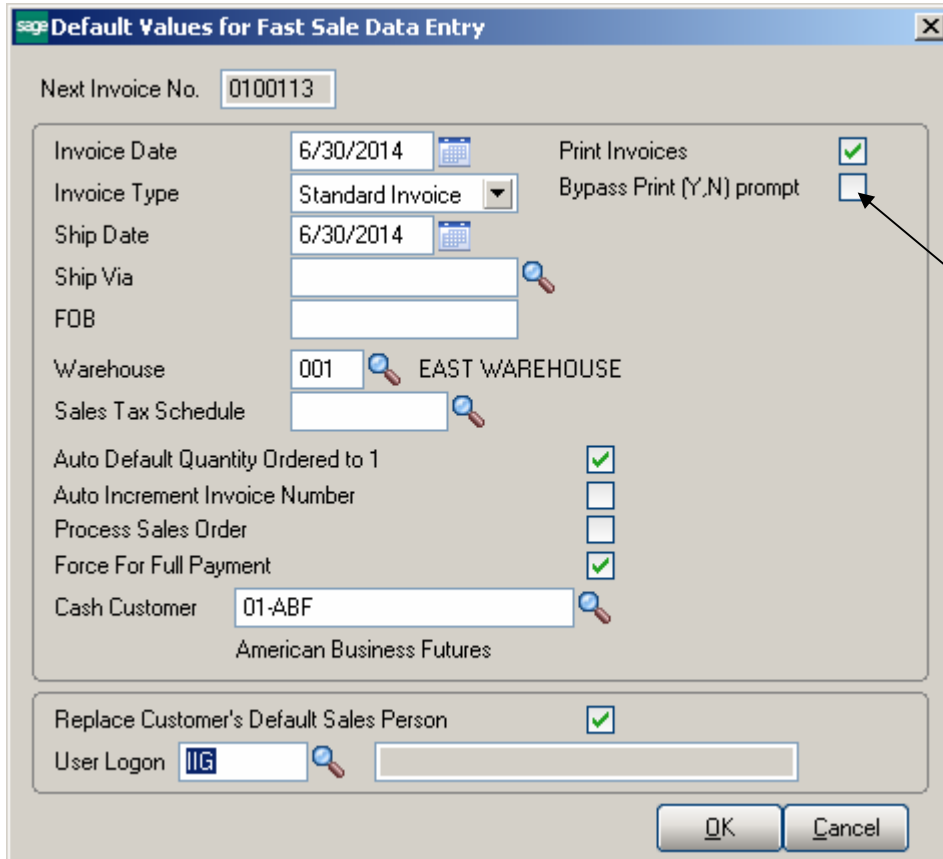 sage Default Values for Fast Sale Data Entry
Next Invoice No. 0100113
Invoice Date 6/30/2014 Print Invoices
Invoice Type Standard Invoice Bypass Print (Y,N) prompt
Ship Date 6/30/2014
Ship Via
FOB
Warehouse 001 EAST WAREHOUSE
Sales Tax Schedule
Auto Default Quantity Ordered to 1
Auto Increment Invoice Number
Process Sales Order
Force For Full Payment
Cash Customer 01-ABF
American Business Futures
Replace Customer's Default Sales Person
User Logon IIG
OK Cancel